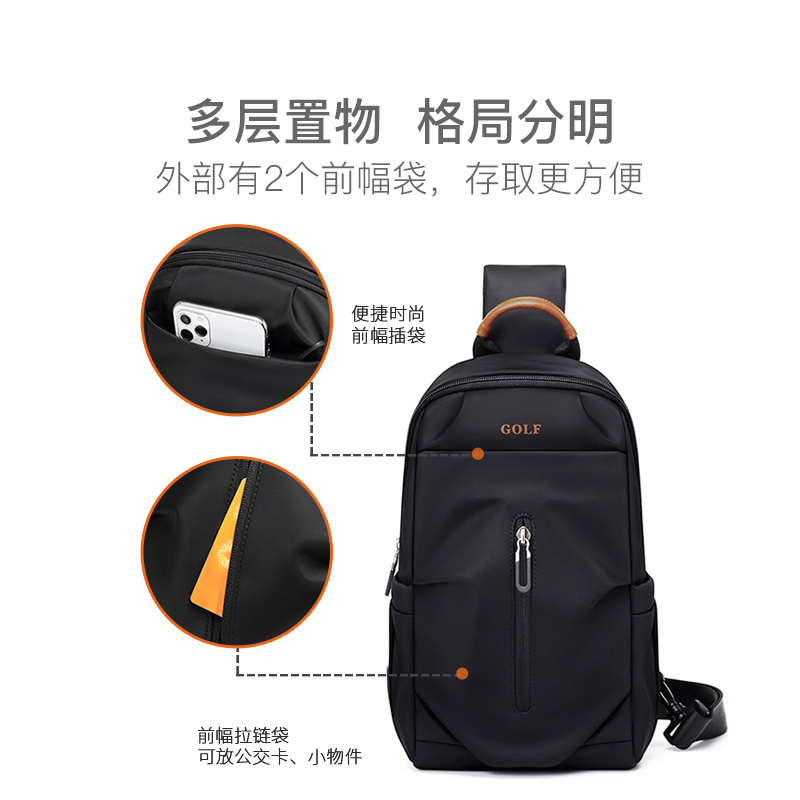 多层置物 格局分明
外部有2个前幅袋，存取更方便
便捷时尚
前幅插袋
GOLF
前幅拉链袋
可放公交卡、小物件